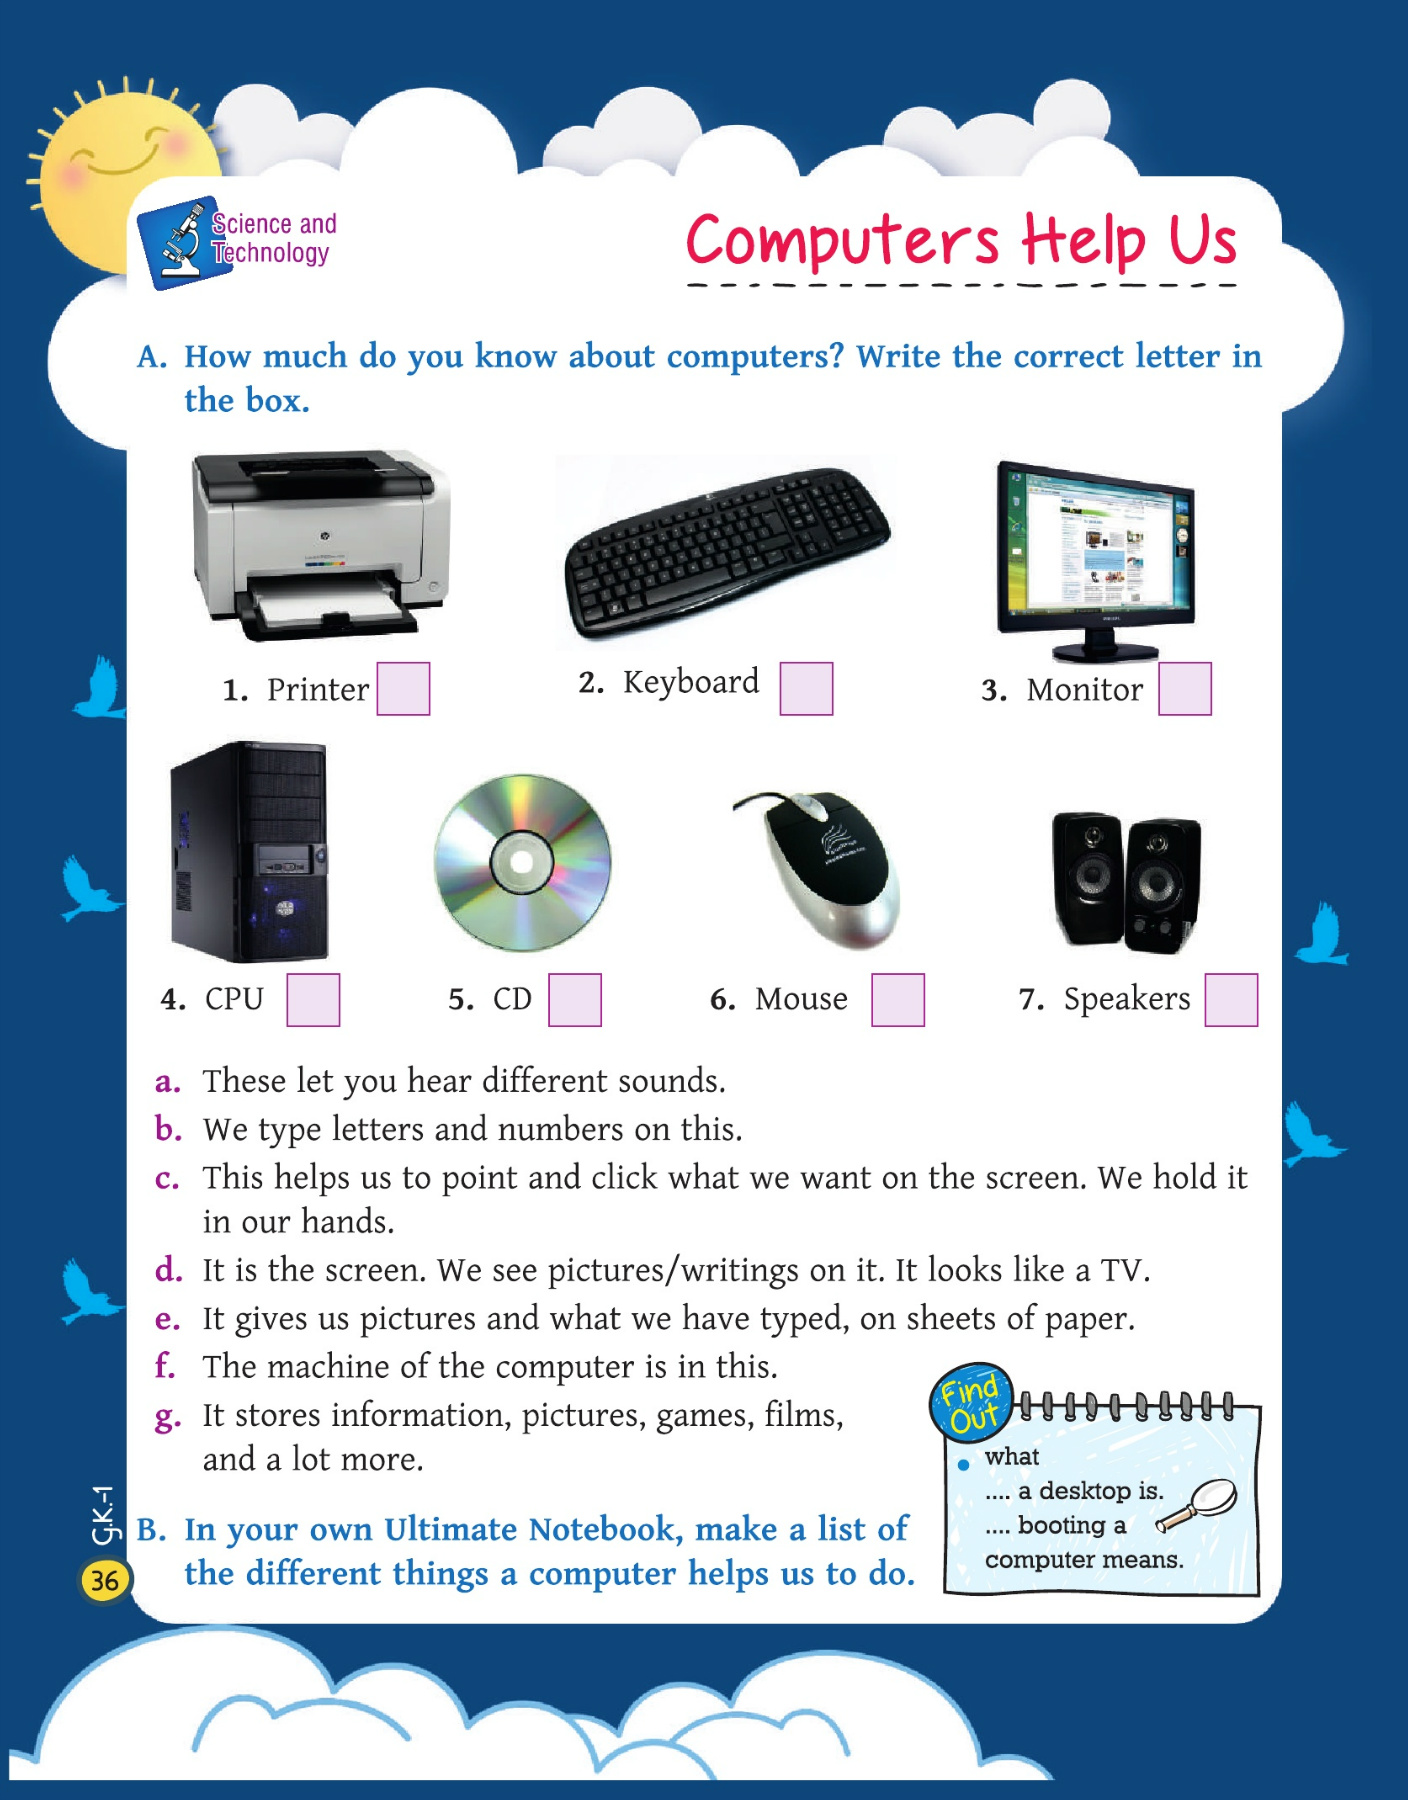 Science and
Technology
Computers Help Us
A. How much do you know about computers? Write the correct letter in
the box.
1. Printer
2. Keyboard
3. Monitor
4. CPU
5. CD
6. Mouse
7. Speakers
a. These let you hear different sounds.
b. We type letters and numbers on this.
c. This helps us to point and click what we want on the screen. We hold it
in our hands.
d. It is the screen. We see pictures/writings on it. It looks like a TV.
e. It gives us pictures and what we have typed, on sheets of paper.
f. The machine of the computer is in this.
g. It stores information, pictures, games, films,
and a lot more.
B. In your own Ultimate Notebook, make a list of
the different things a computer helps us to do.
Find
Out
• what
.... a desktop is.
.... booting a
computer means.
G.K.-1
36